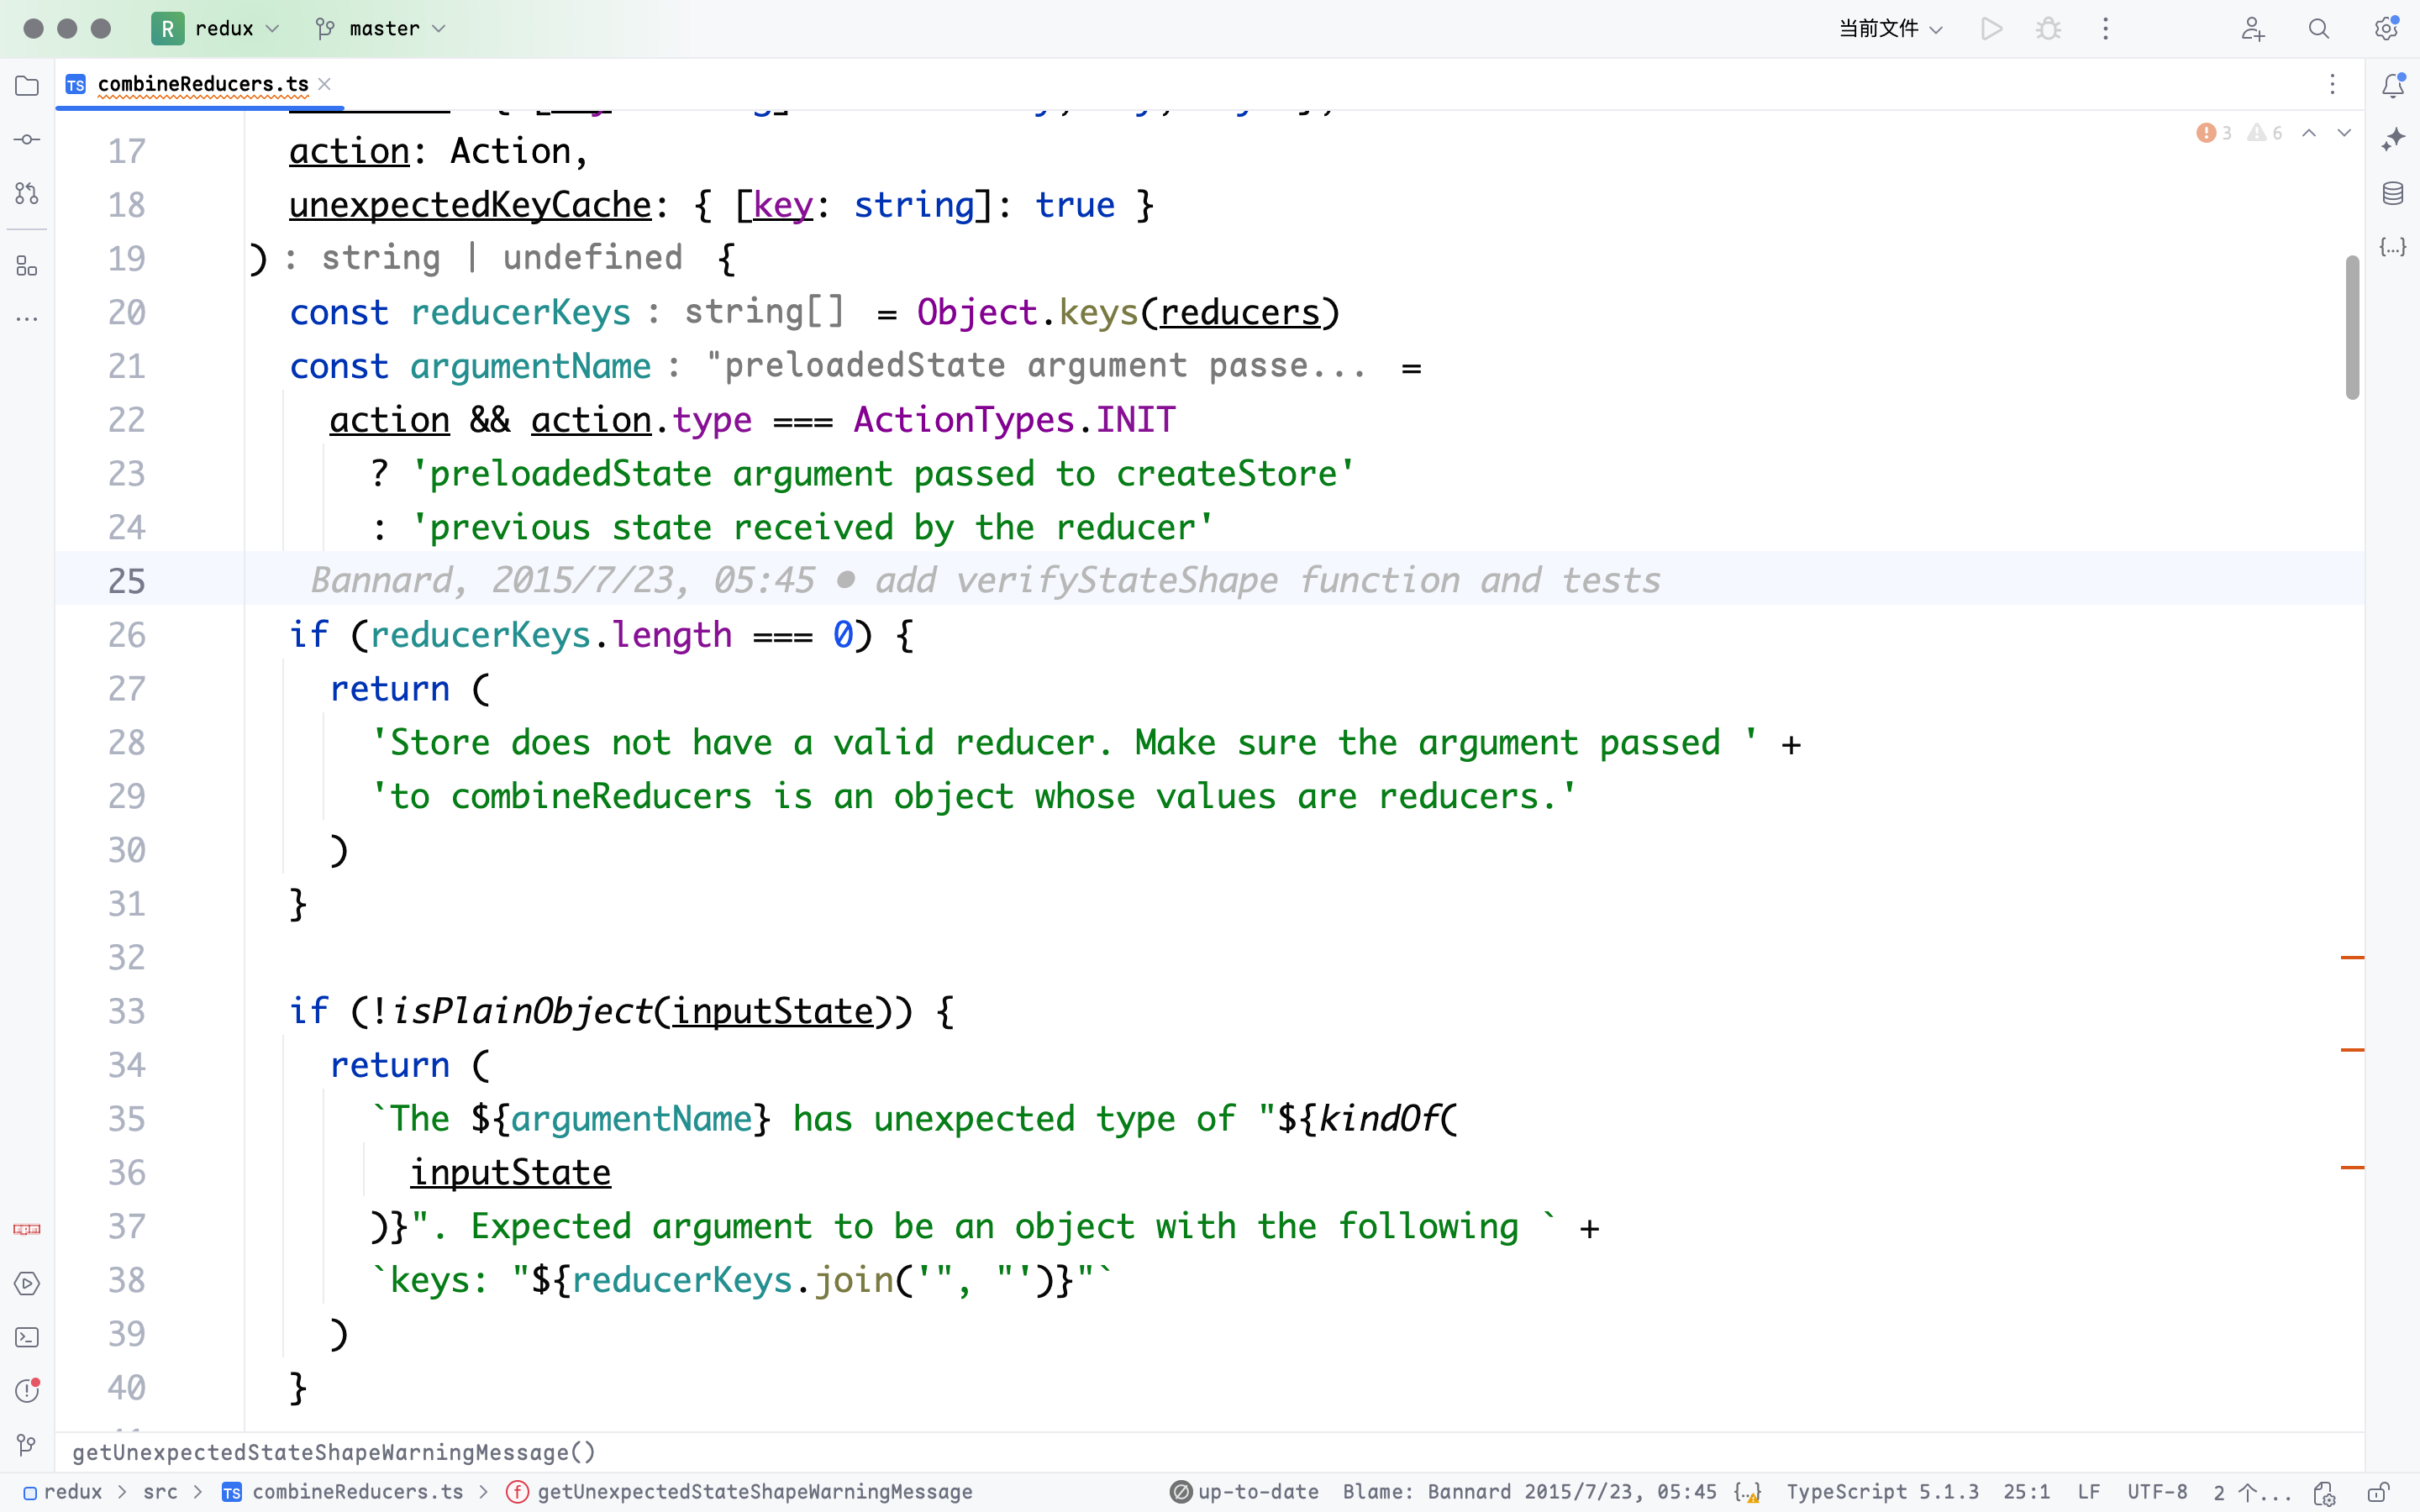 R redux master 当前文件
TS combineReducers.ts
3 6
17 action: Action,
18 unexpectedKeyCache: { [key: string]: true }
19 ): string | undefined {
20 const reducerKeys: string[] = Object.keys(reducers)
21 const argumentName: "preloadedState argument passe... =
22 action && action.type === ActionTypes.INIT
23 ? 'preloadedState argument passed to createStore'
24 : 'previous state received by the reducer'
25 Bannard, 2015/7/23, 05:45 • add verifyStateShape function and tests
26 if (reducerKeys.length === 0) {
27 return (
28 'Store does not have a valid reducer. Make sure the argument passed ' +
29 'to combineReducers is an object whose values are reducers.'
30 )
31 }
32
33 if (!isPlainObject(inputState)) {
34 return (
35 `The ${argumentName} has unexpected type of "${kindOf(
36 inputState
37 )}". Expected argument to be an object with the following ` +
38 `keys: "${reducerKeys.join('", "')}"`
39 )
40 }
getUnexpectedStateShapeWarningMessage()
redux > src > TS combineReducers.ts > f getUnexpectedStateShapeWarningMessage up-to-date Blame: Bannard 2015/7/23, 05:45 TypeScript 5.1.3 25:1 LF UTF-8 2 个...